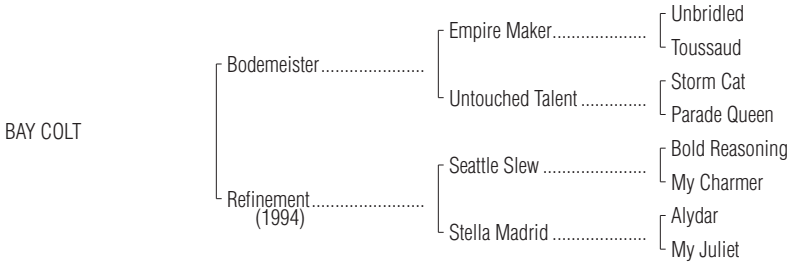 Unbridled
Empire Maker....................
Toussaud
Bodemeister......................
Storm Cat
Untouched Talent ..............
Parade Queen
BAY COLT
Bold Reasoning
Seattle Slew ......................
My Charmer
Refinement........................
(1994)
Alydar
Stella Madrid ....................
My Juliet